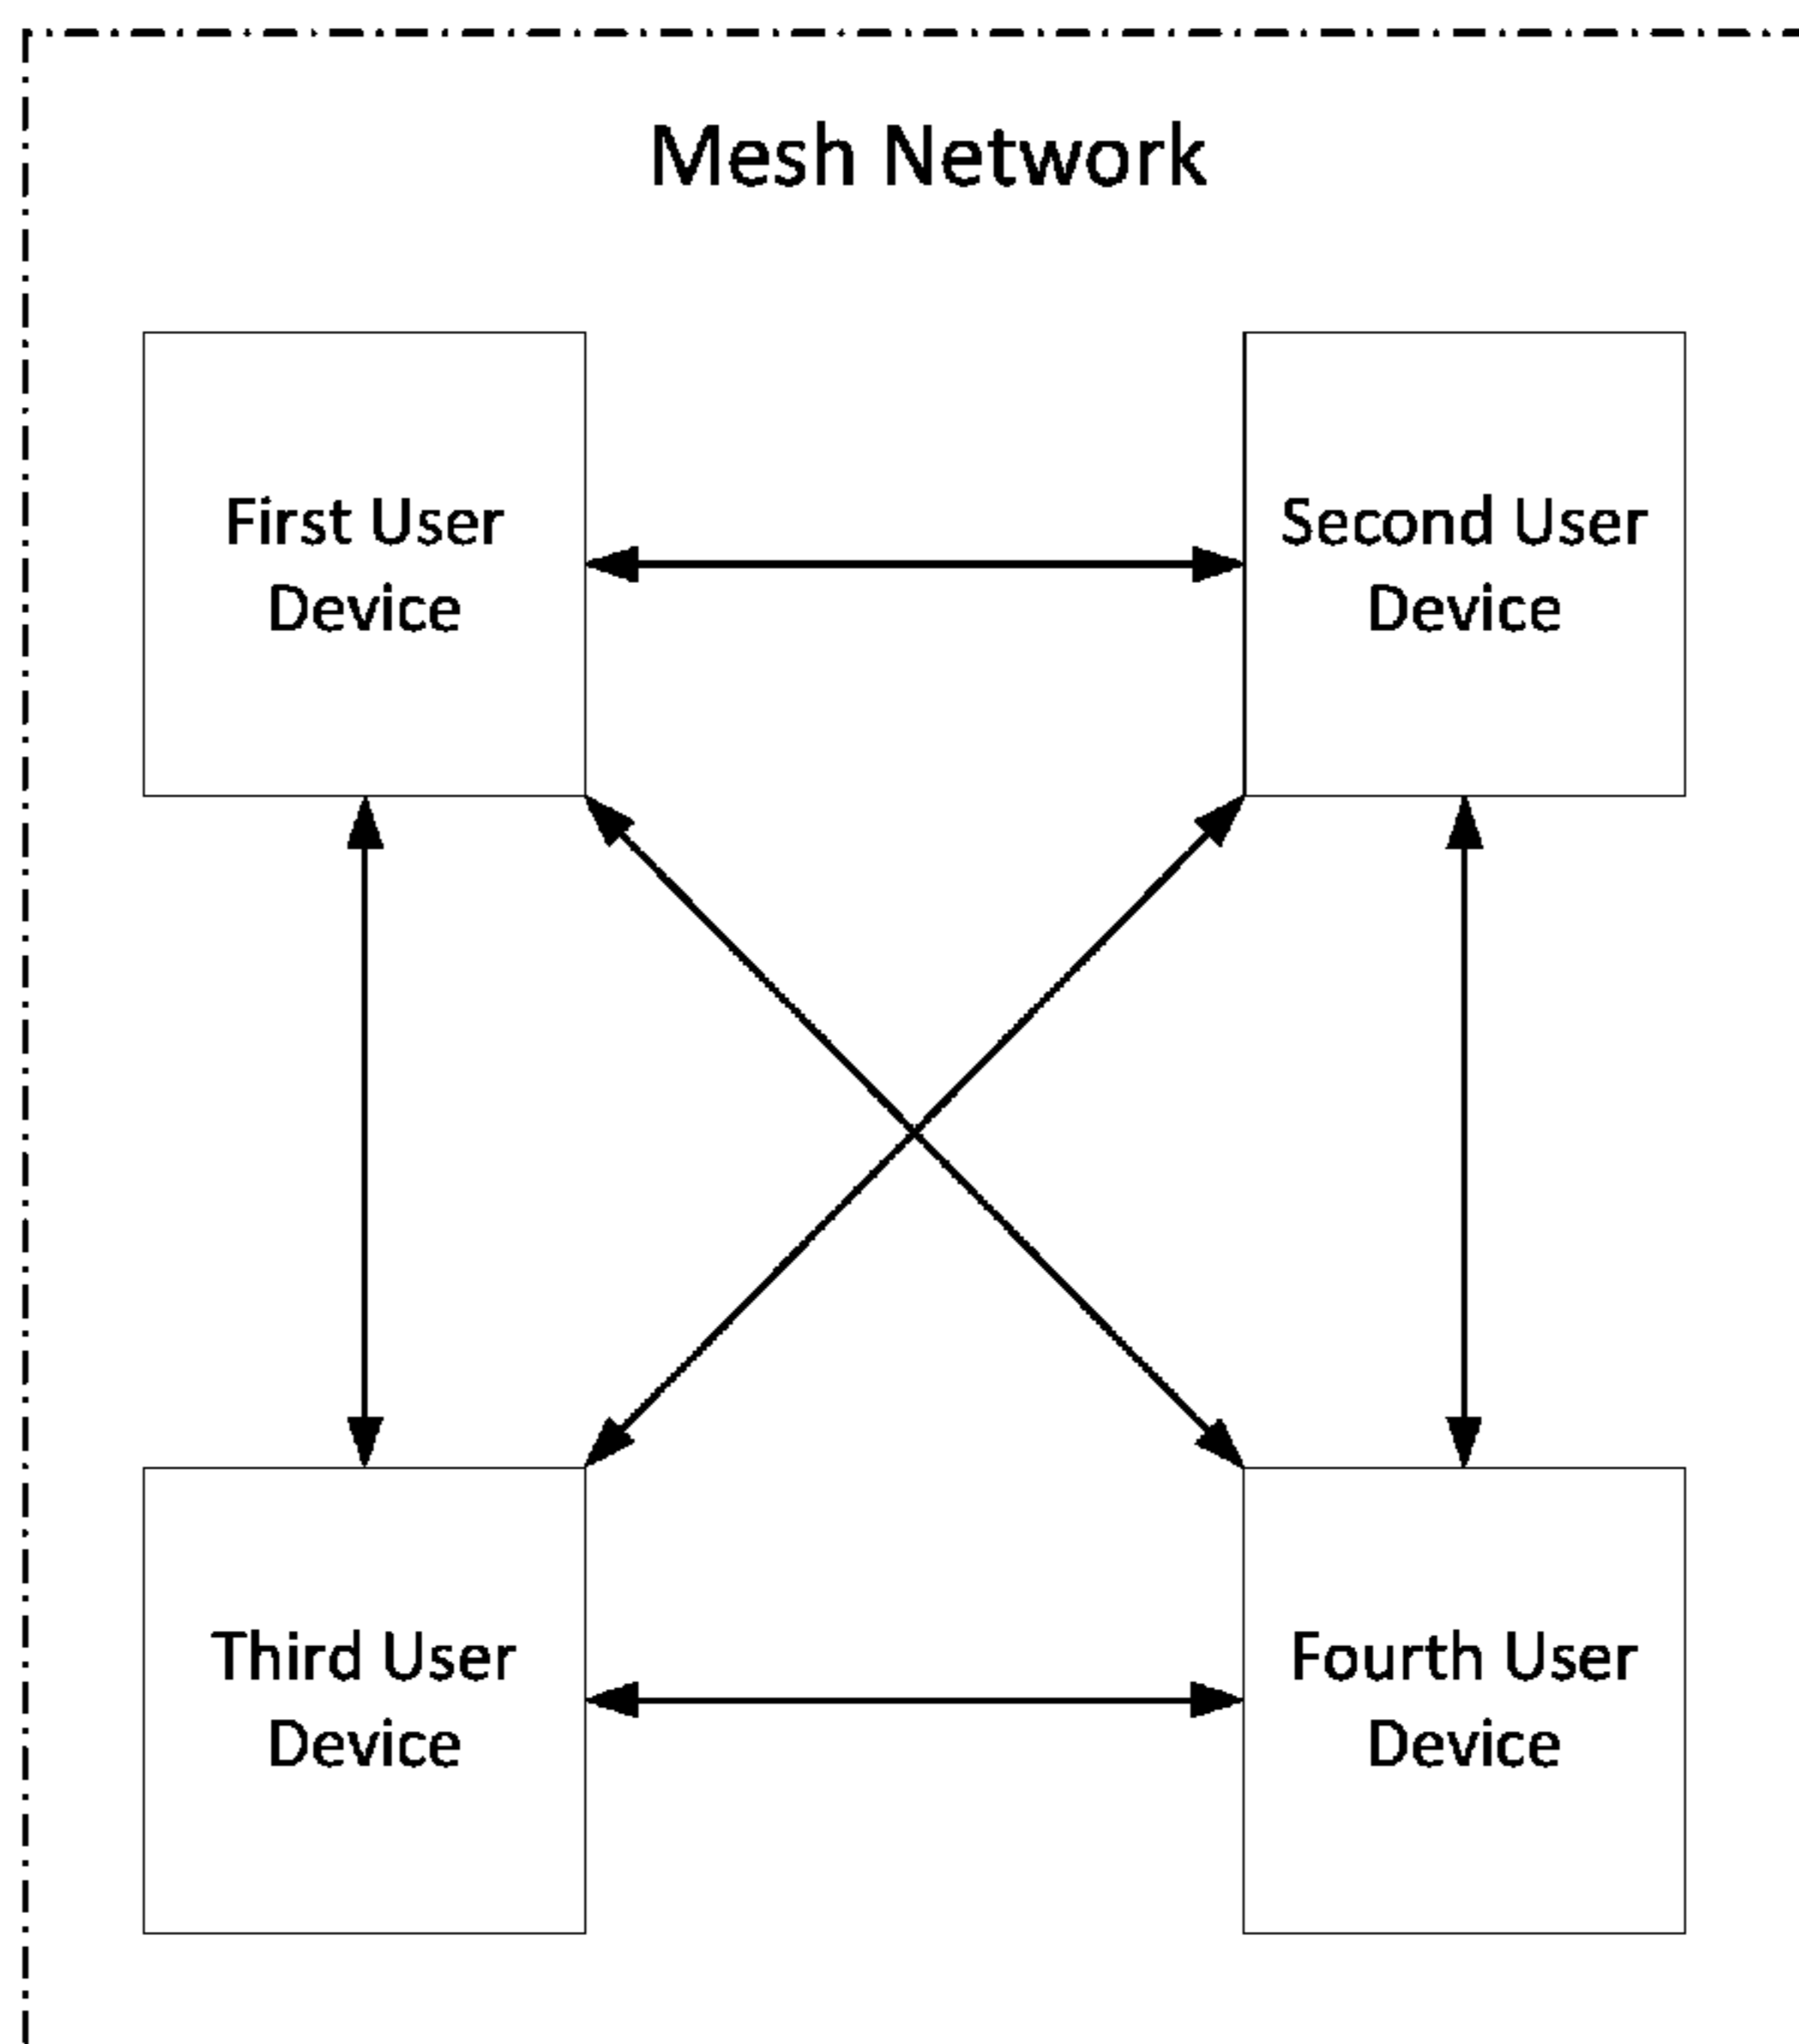 Mesh Network
First User
Device
Second User
Device
Third User
Device
Fourth User
Device